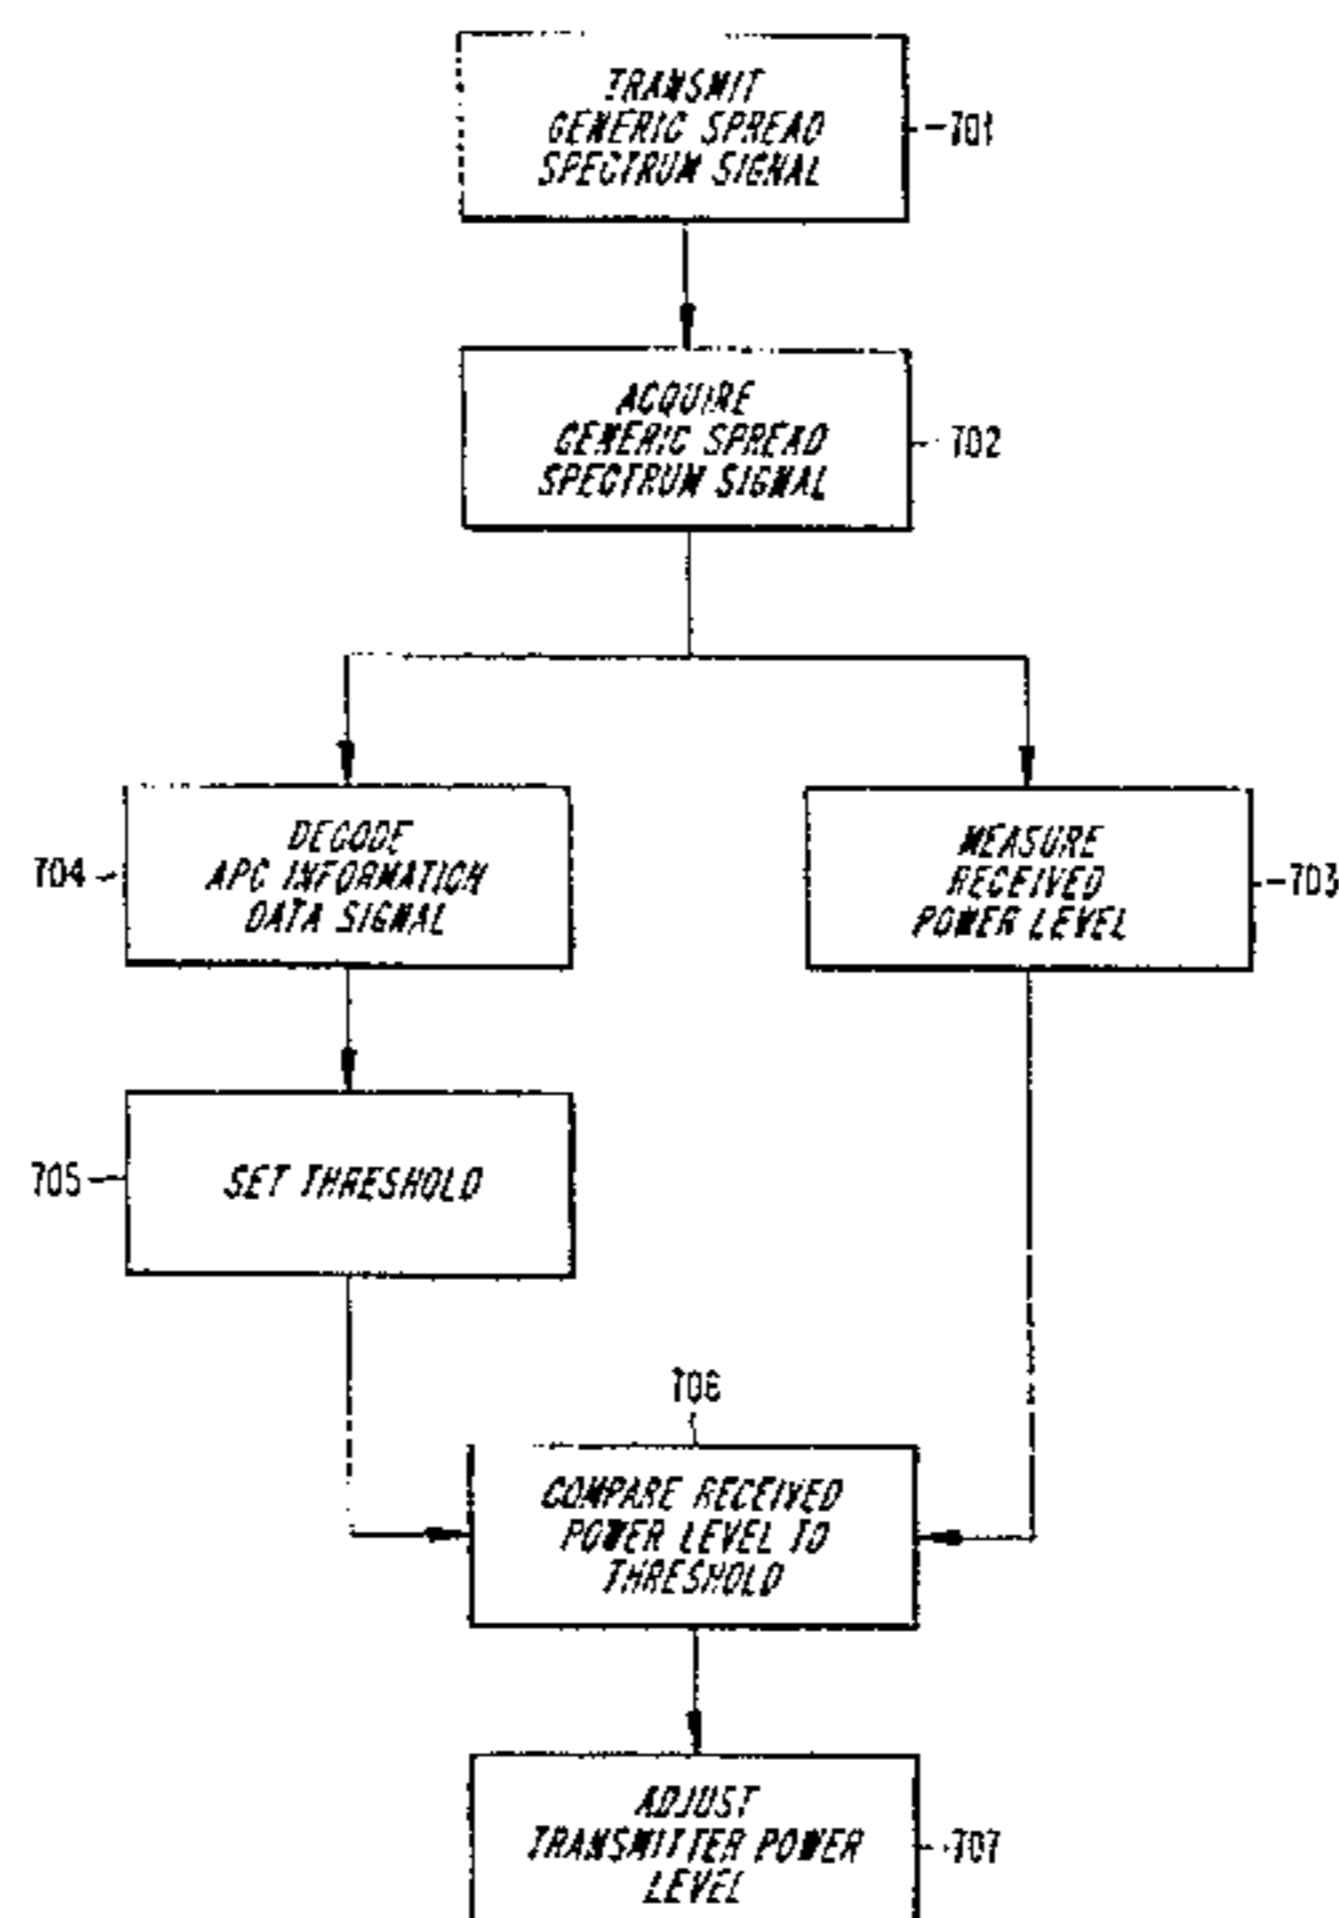 TRANSMIT
GENERIC SPREAD
SPECTRUM SIGNAL
701
ACQUIRE
GENERIC SPREAD
SPECTRUM SIGNAL
702
DECODE
APC INFORMATION
DATA SIGNAL
704
MEASURE
RECEIVED
POWER LEVEL
703
SET THRESHOLD
705
706
COMPARE RECEIVED
POWER LEVEL TO
THRESHOLD
ADJUST
TRANSMITTER POWER
LEVEL
707